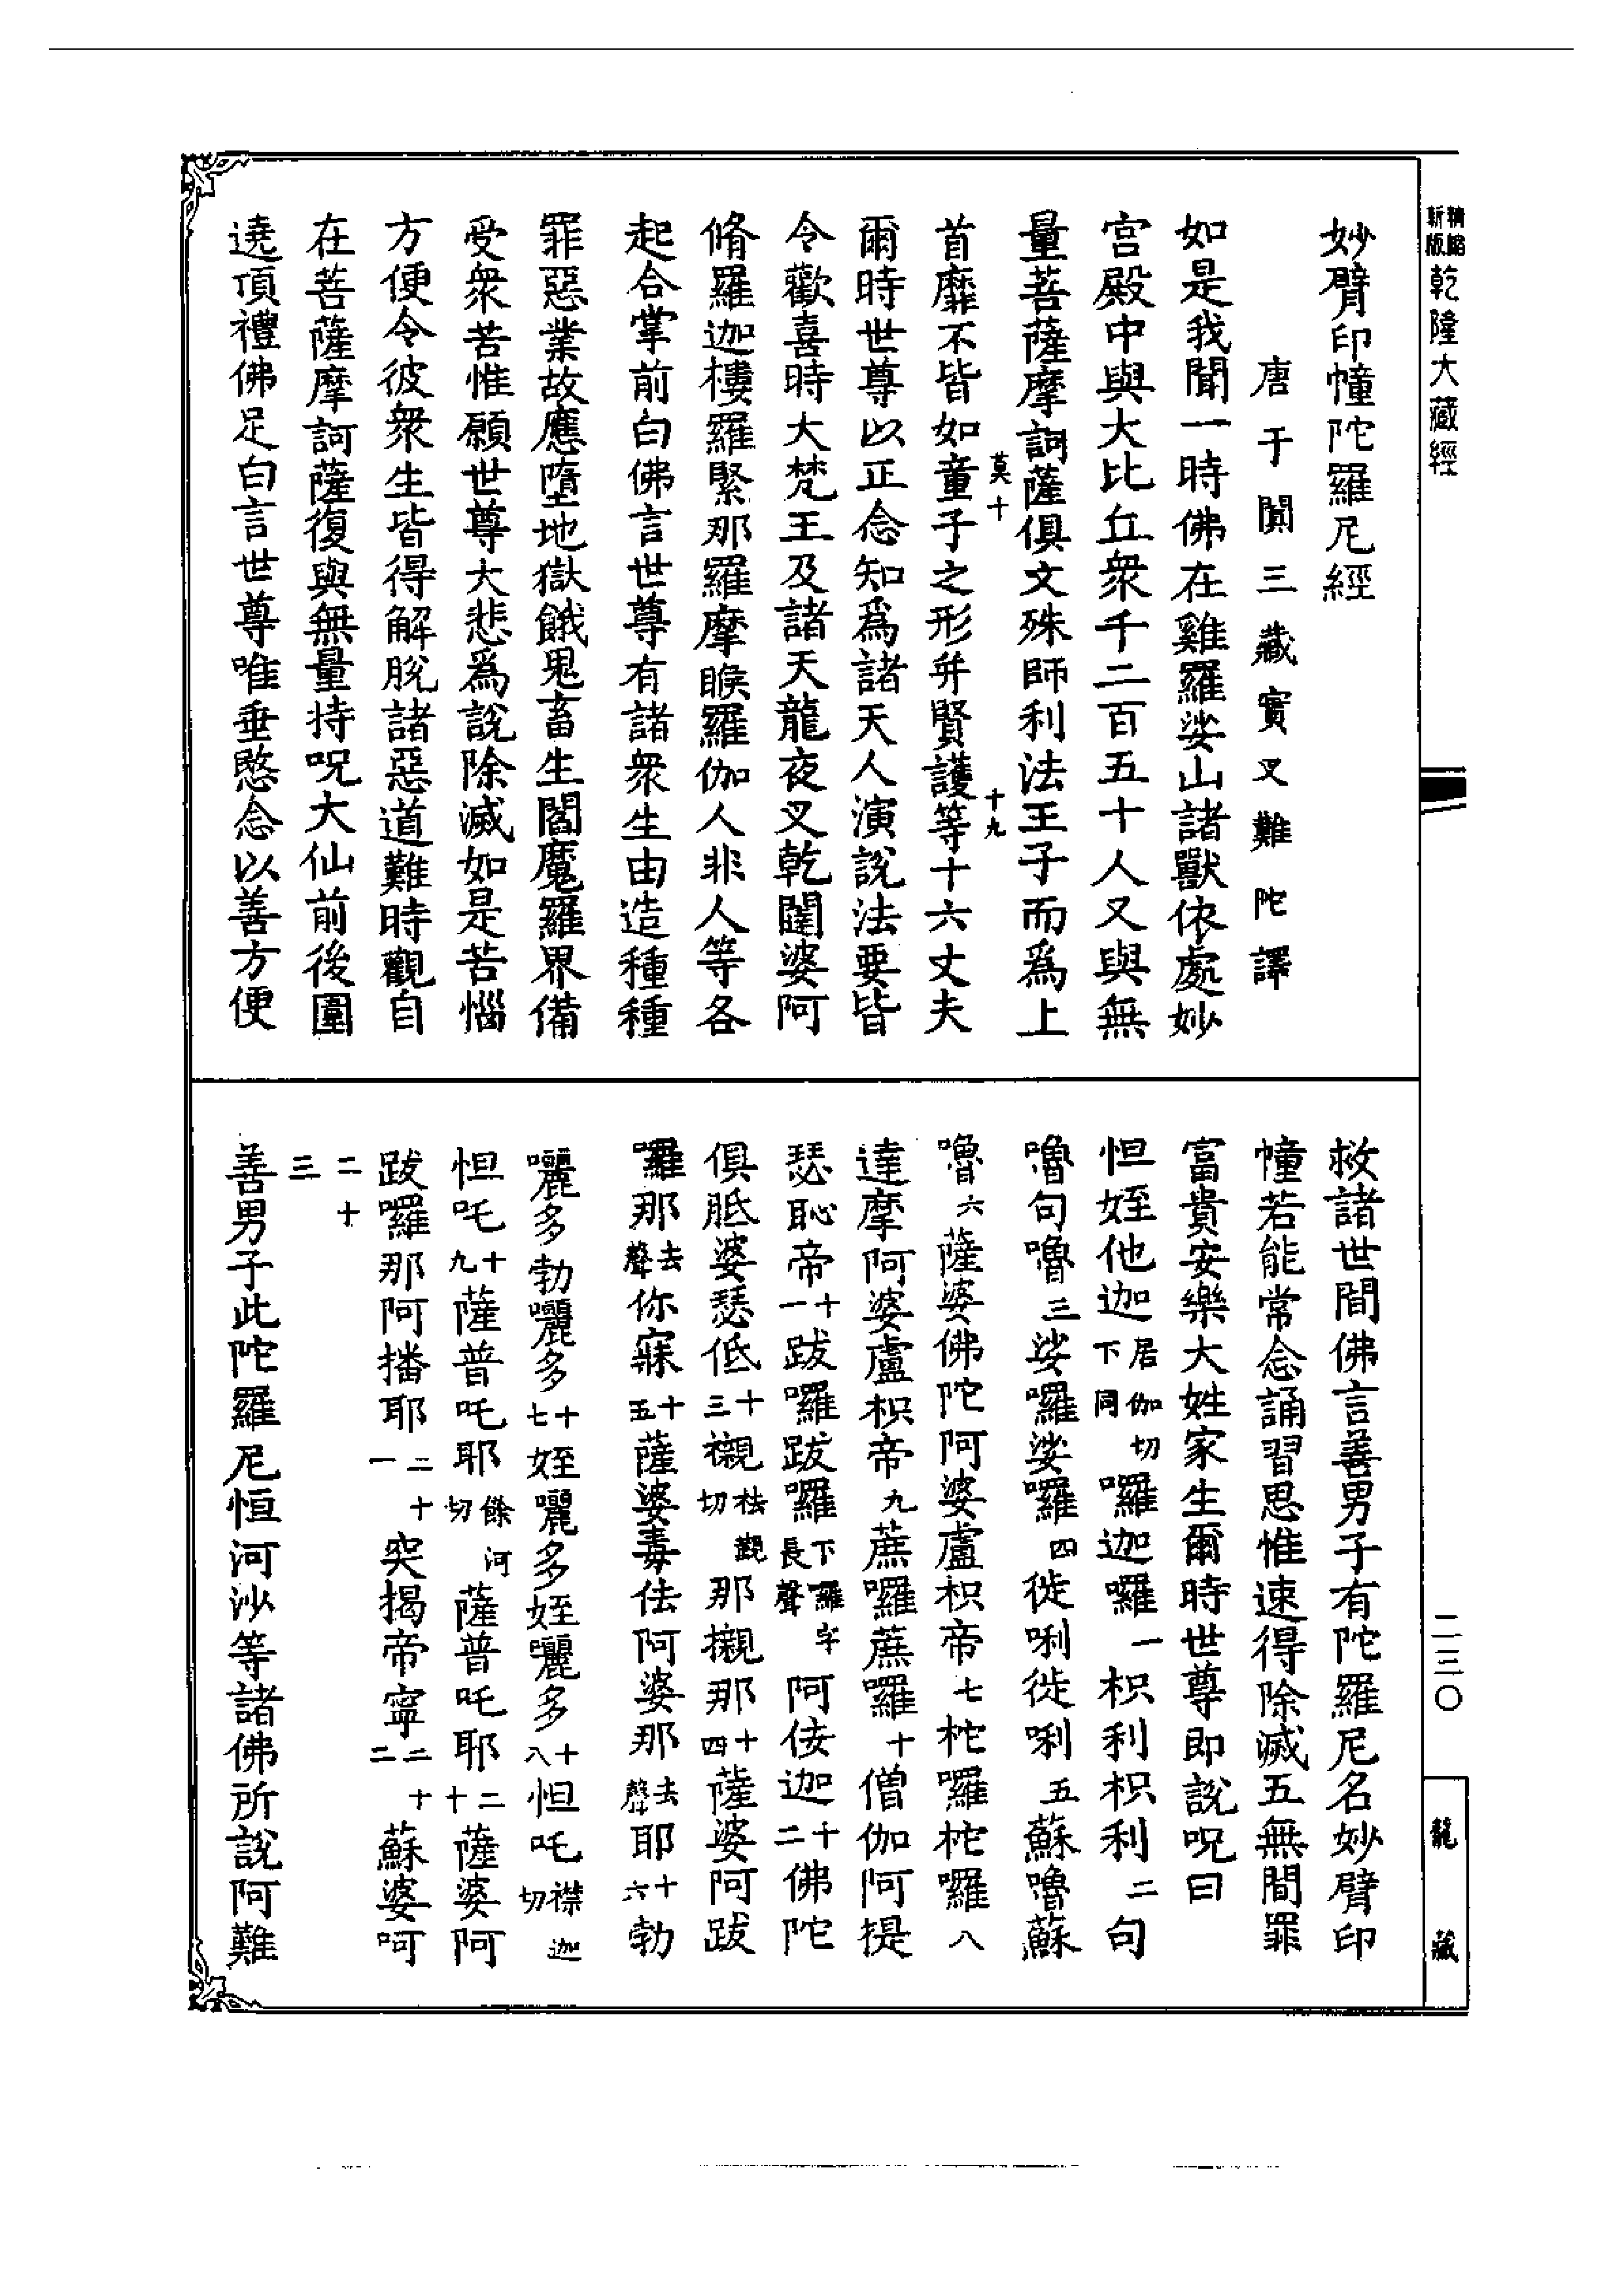 精縮新版乾隆大藏經
妙臂印幢陀羅尼經
唐于闐三藏實叉難陀譯
如是我聞一時佛在雞羅娑山諸獸依處妙
宮殿中與大比丘眾千二百五十人又與無
量菩薩摩訶薩俱文殊師利法王子而為上
莫十
十九
首靡不皆如童子之形并賢護等十六丈夫
爾時世尊以正念知為諸天人演說法要皆
令歡喜時大梵王及諸天龍夜叉乾闥婆阿
脩羅迦樓羅緊那羅摩睺羅伽人非人等各
起合掌前白佛言世尊有諸眾生由造種種
罪惡業故應墮地獄餓鬼畜生閻魔羅界備
受眾苦惟願世尊大悲為說除滅如是苦惱
方便令彼眾生皆得解脫諸惡道難時觀自
在菩薩摩訶薩復與無量持呪大仙前後圍
遶頂禮佛足白言世尊唯垂愍念以善方便
救諸世間佛言善男子有陀羅尼名妙臂印
幢若能常念誦習思惟速得除滅五無間罪
富貴安樂大姓家生爾時世尊即說呪曰
怛姪他迦居伽切下同囉迦囉一枳利枳利二句
嚕句嚕三娑囉娑囉四徙唎徙唎五蘇嚕蘇
嚕六薩婆佛陀阿婆盧枳帝七柁囉柁囉八
達摩阿婆盧枳帝九蔗囉蔗囉十僧伽阿提
瑟恥帝十一跋囉跋囉下羅字長聲阿佞迦十二佛陀
俱胝婆瑟低十三襯袪觀切那攔那十四薩婆阿跋
囉那去聲你寐十五薩婆毒佉阿婆那去聲耶十六勃
囇多勃囇多十七姪囇多姪囇多十八怛吒襟迦切
怛吒十九薩普吒耶餘河切薩普吒耶二十薩婆阿
跋囉那阿播耶二十一突揭帝寧二十二蘇婆呵
二十三
善男子此陀羅尼恒河沙等諸佛所說阿難
二三〇
龍藏